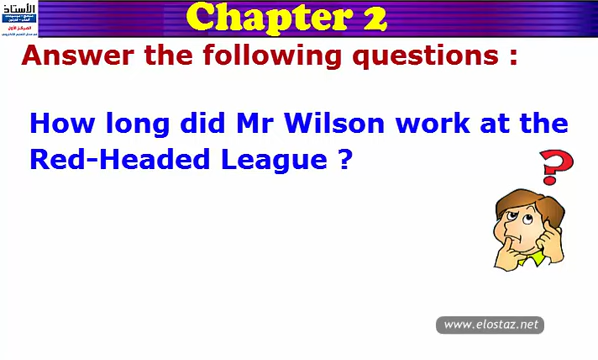 الأستاذ
Chapter 2
Answer the following questions :
How long did Mr Wilson work at the
Red-Headed League ?
?
www.elostaz.net